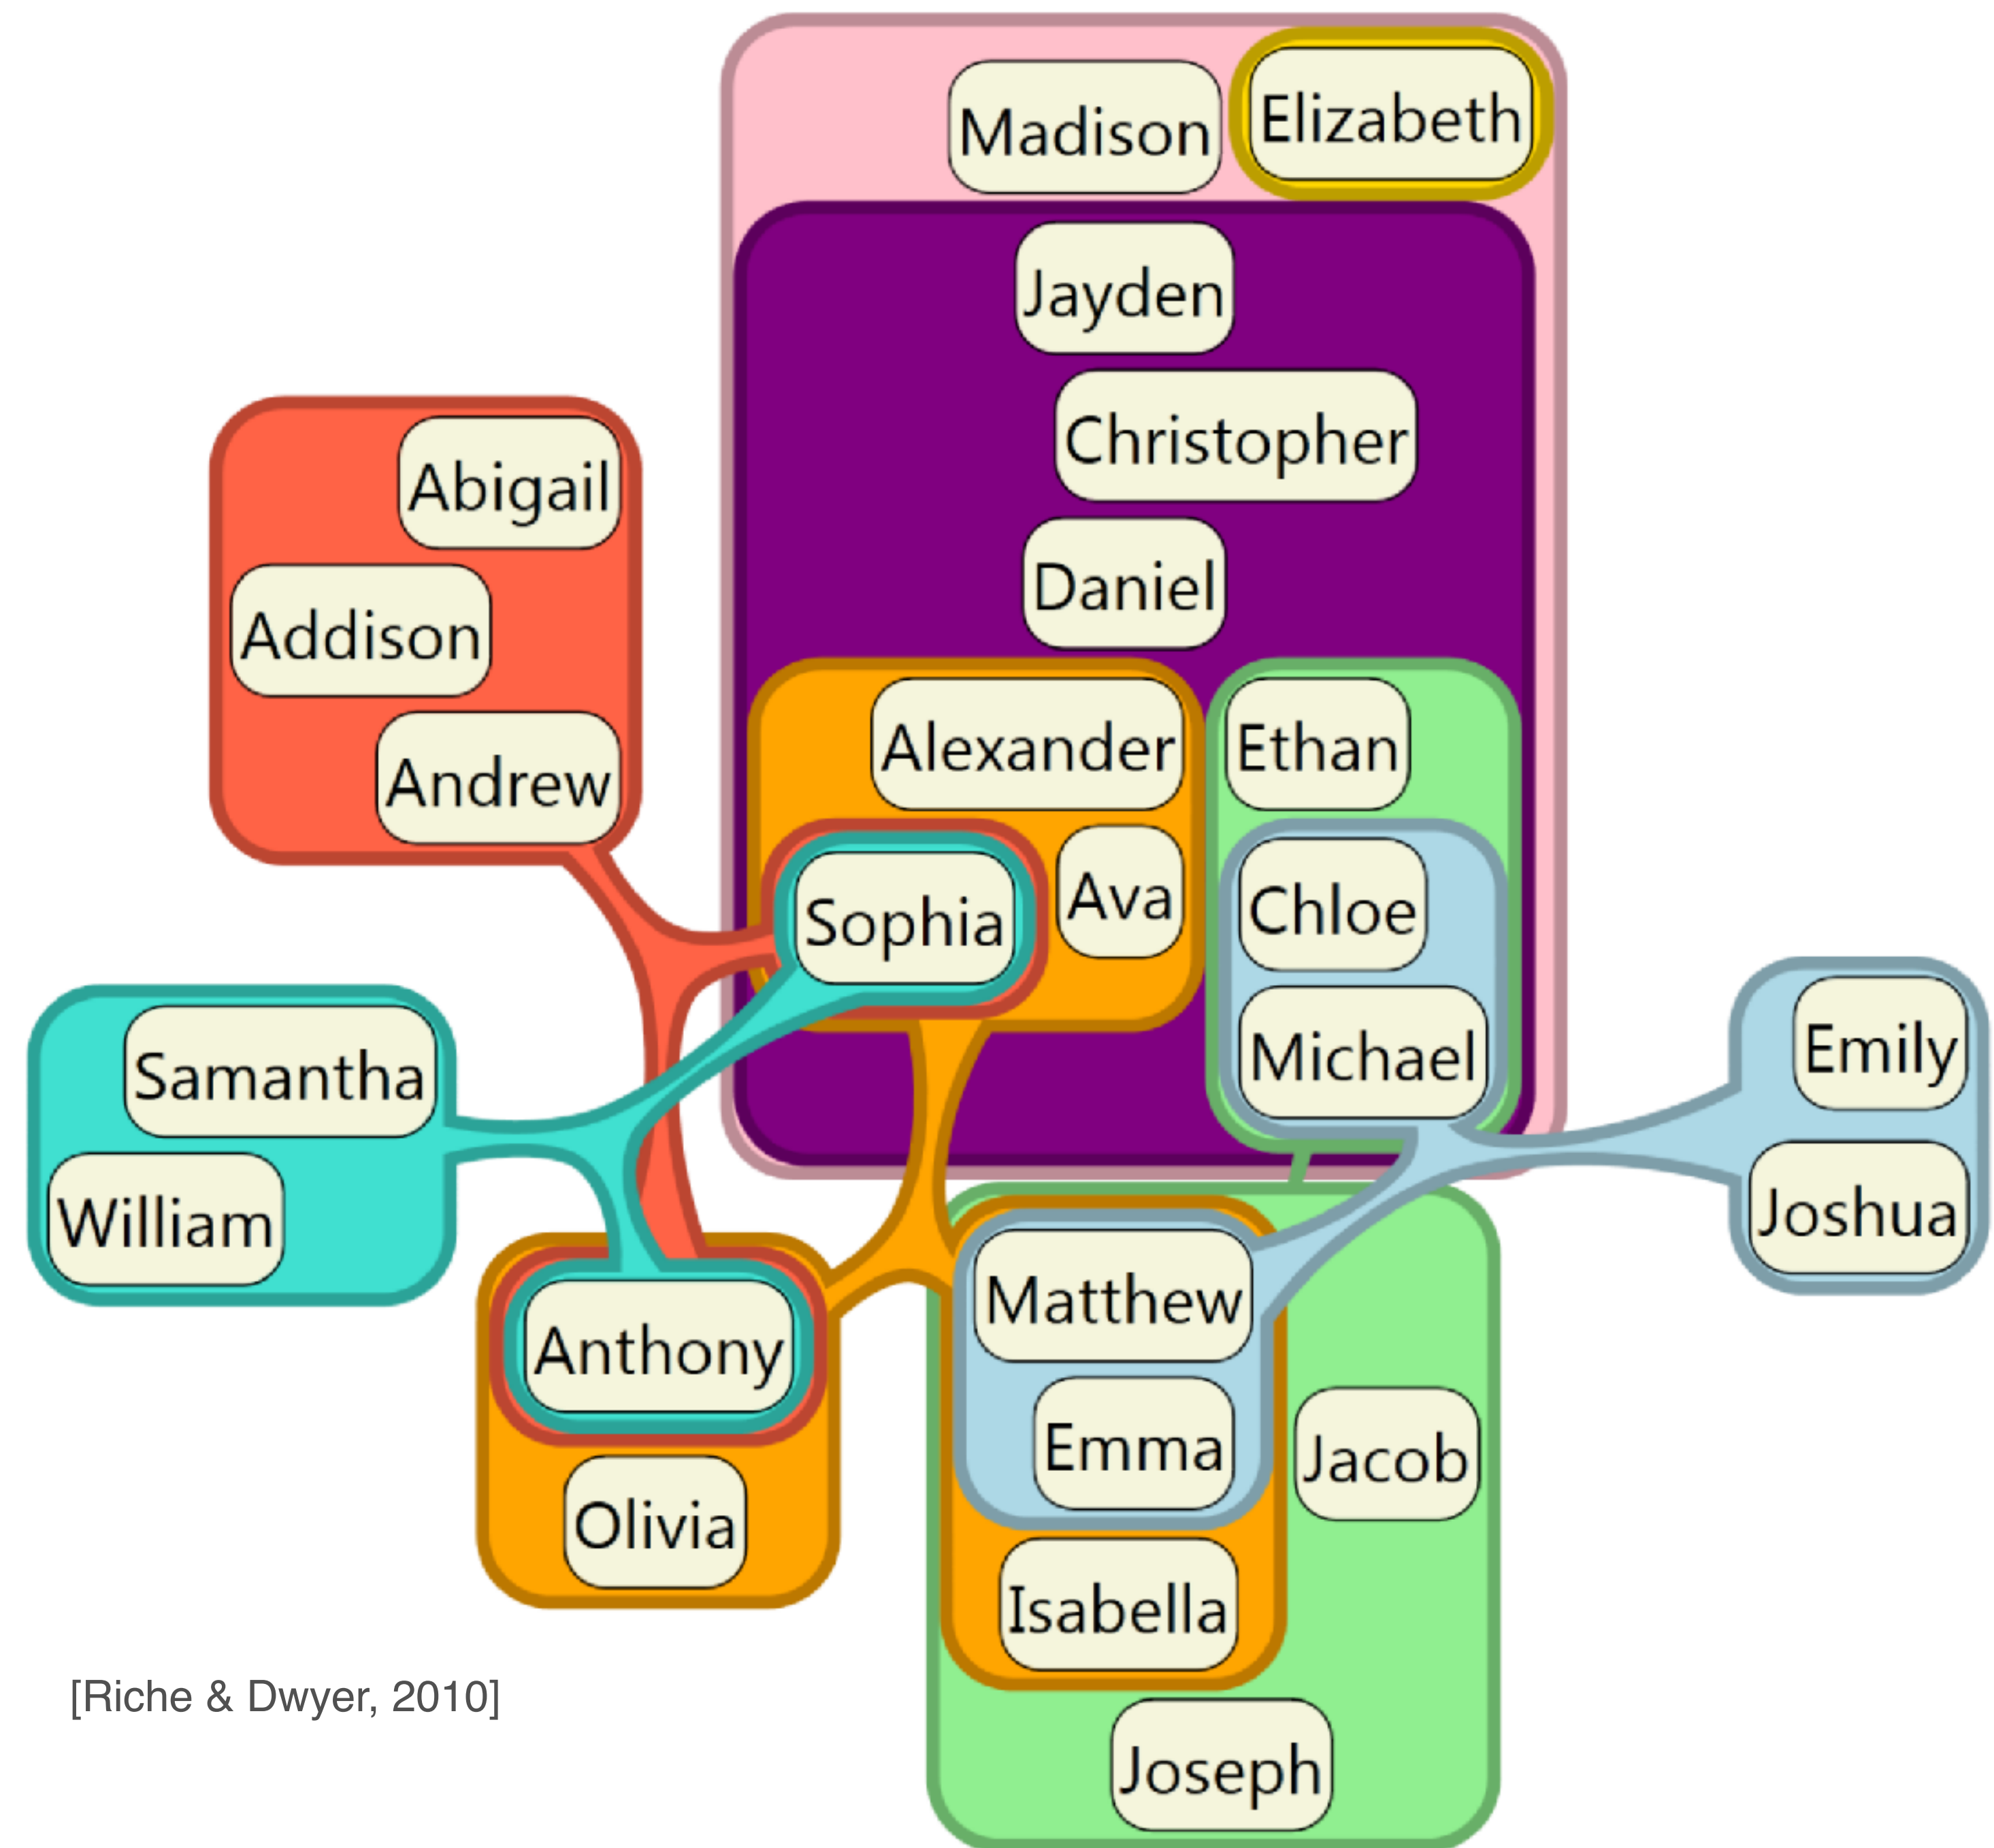 Madison
Elizabeth
Jayden
Christopher
Daniel
Abigail
Addison
Andrew
Alexander
Ethan
Sophia
Ava
Chloe
Michael
Samantha
William
Emily
Joshua
Anthony
Olivia
Matthew
Emma
Jacob
Isabella
Joseph
[Riche & Dwyer, 2010]